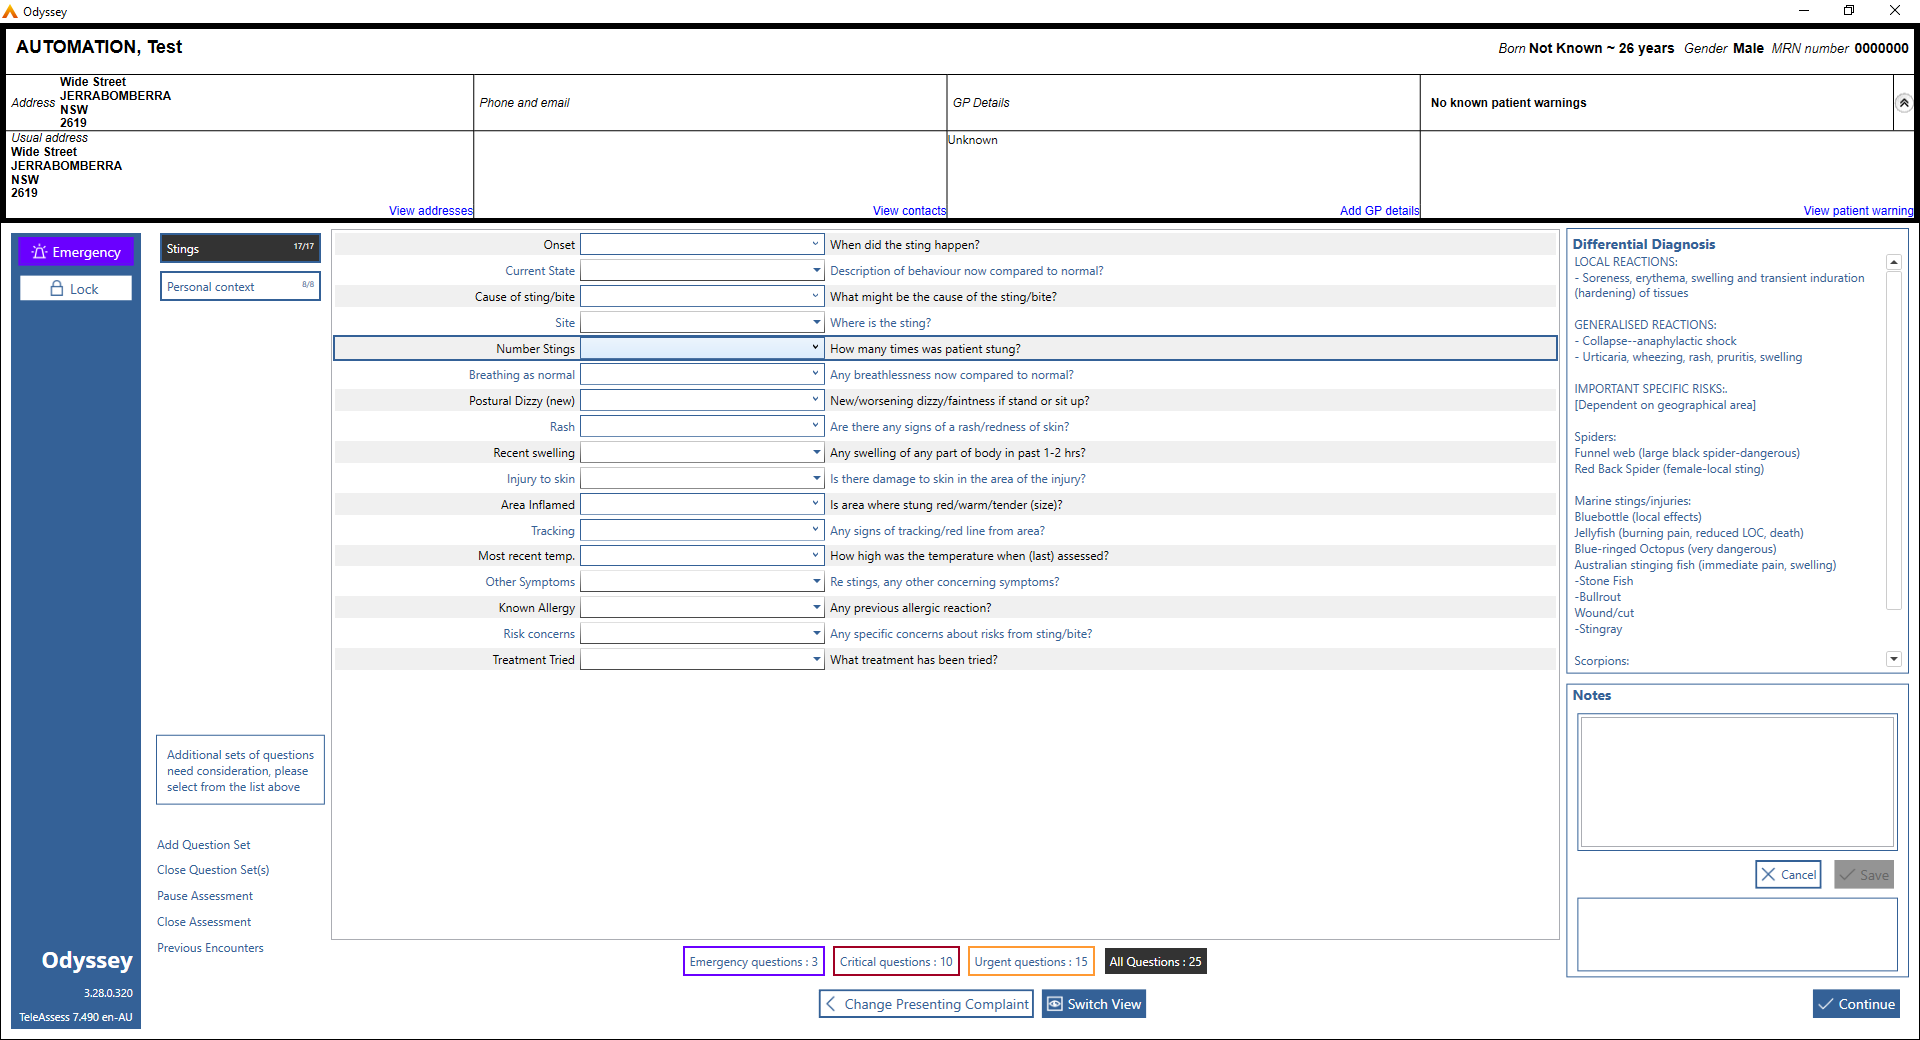 Odyssey
AUTOMATION, Test
Born Not Known ~ 26 years Gender Male MRN number 0000000
Address
Wide Street
JERRABOMBERRA
NSW
2619
Phone and email
GP Details
No known patient warnings
Usual address
Wide Street
JERRABOMBERRA
NSW
2619
View addresses
View contacts
Unknown
Add GP details
View patient warning
Emergency
Lock
Stings 17/17
Personal context 8/8
Onset When did the sting happen?
Current State Description of behaviour now compared to normal?
Cause of sting/bite What might be the cause of the sting/bite?
Site Where is the sting?
Number Stings How many times was patient stung?
Breathing as normal Any breathlessness now compared to normal?
Postural Dizzy (new) New/worsening dizzy/faintness if stand or sit up?
Rash Are there any signs of a rash/redness of skin?
Recent swelling Any swelling of any part of body in past 1-2 hrs?
Injury to skin Is there damage to skin in the area of the injury?
Area Inflamed Is area where stung red/warm/tender (size)?
Tracking Any signs of tracking/red line from area?
Most recent temp. How high was the temperature when (last) assessed?
Other Symptoms Re stings, any other concerning symptoms?
Known Allergy Any previous allergic reaction?
Risk concerns Any specific concerns about risks from sting/bite?
Treatment Tried What treatment has been tried?
Differential Diagnosis
LOCAL REACTIONS:
- Soreness, erythema, swelling and transient induration
(hardening) of tissues
GENERALISED REACTIONS:
- Collapse--anaphylactic shock
- Urticaria, wheezing, rash, pruritis, swelling
IMPORTANT SPECIFIC RISKS:.
[Dependent on geographical area]
Spiders:
Funnel web (large black spider-dangerous)
Red Back Spider (female-local sting)
Marine stings/injuries:
Bluebottle (local effects)
Jellyfish (burning pain, reduced LOC, death)
Blue-ringed Octopus (very dangerous)
Australian stinging fish (immediate pain, swelling)
-Stone Fish
-Bullrout
Wound/cut
-Stingray
Scorpions:
Notes
Cancel
Save
Additional sets of questions
need consideration, please
select from the list above
Add Question Set
Close Question Set(s)
Pause Assessment
Close Assessment
Previous Encounters
Odyssey
3.28.0.320
TeleAssess 7.490 en-AU
Emergency questions : 3
Critical questions : 10
Urgent questions : 15
All Questions : 25
Change Presenting Complaint
Switch View
Continue